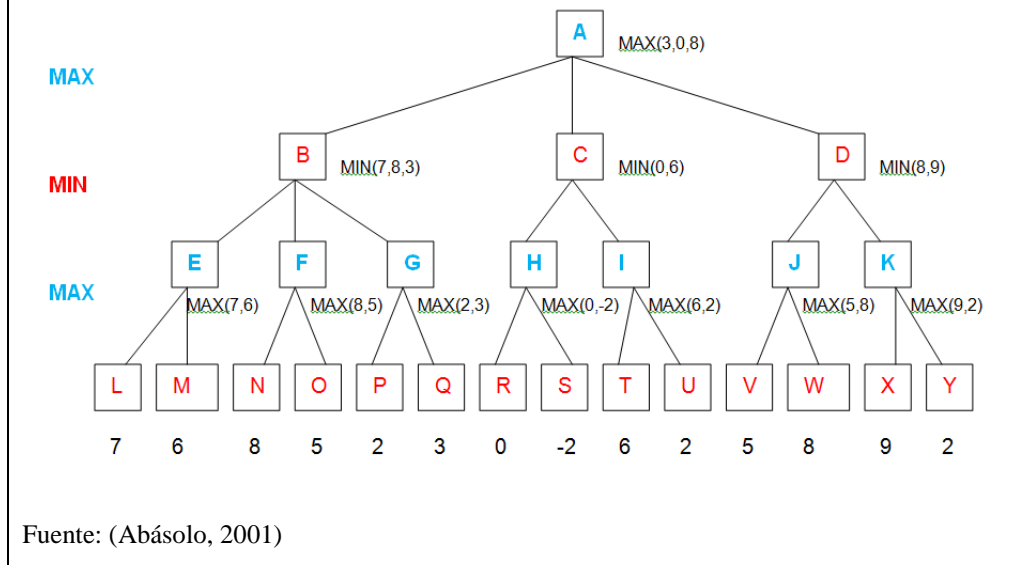 A
MAX(3,0,8)
MAX
B
MIN(7,8,3)
C
MIN(0,6)
D
MIN(8,9)
MIN
E
F
G
H
I
J
K
MAX
MAX(7,6)
MAX(8,5)
MAX(2,3)
MAX(0,-2)
MAX(6,2)
MAX(5,8)
MAX(9,2)
L M N O P Q R S T U V W X Y
7 6 8 5 2 3 0 -2 6 2 5 8 9 2
Fuente: (Abásolo, 2001)